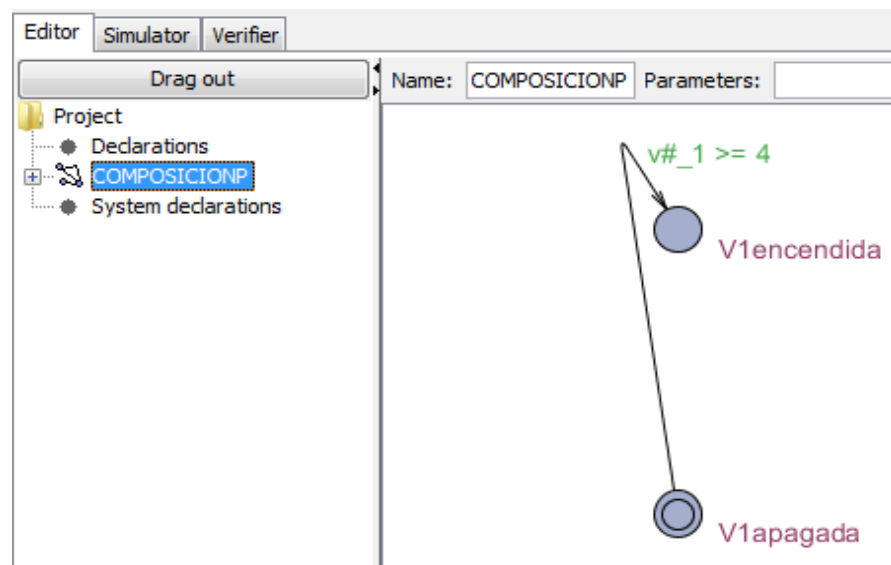 Editor Simulator Verifier
Drag out
Name: COMPOSICIONP Parameters:
Project
Declarations
COMPOSICIONP
System declarations
v#_1 >= 4
V1encendida
V1apagada